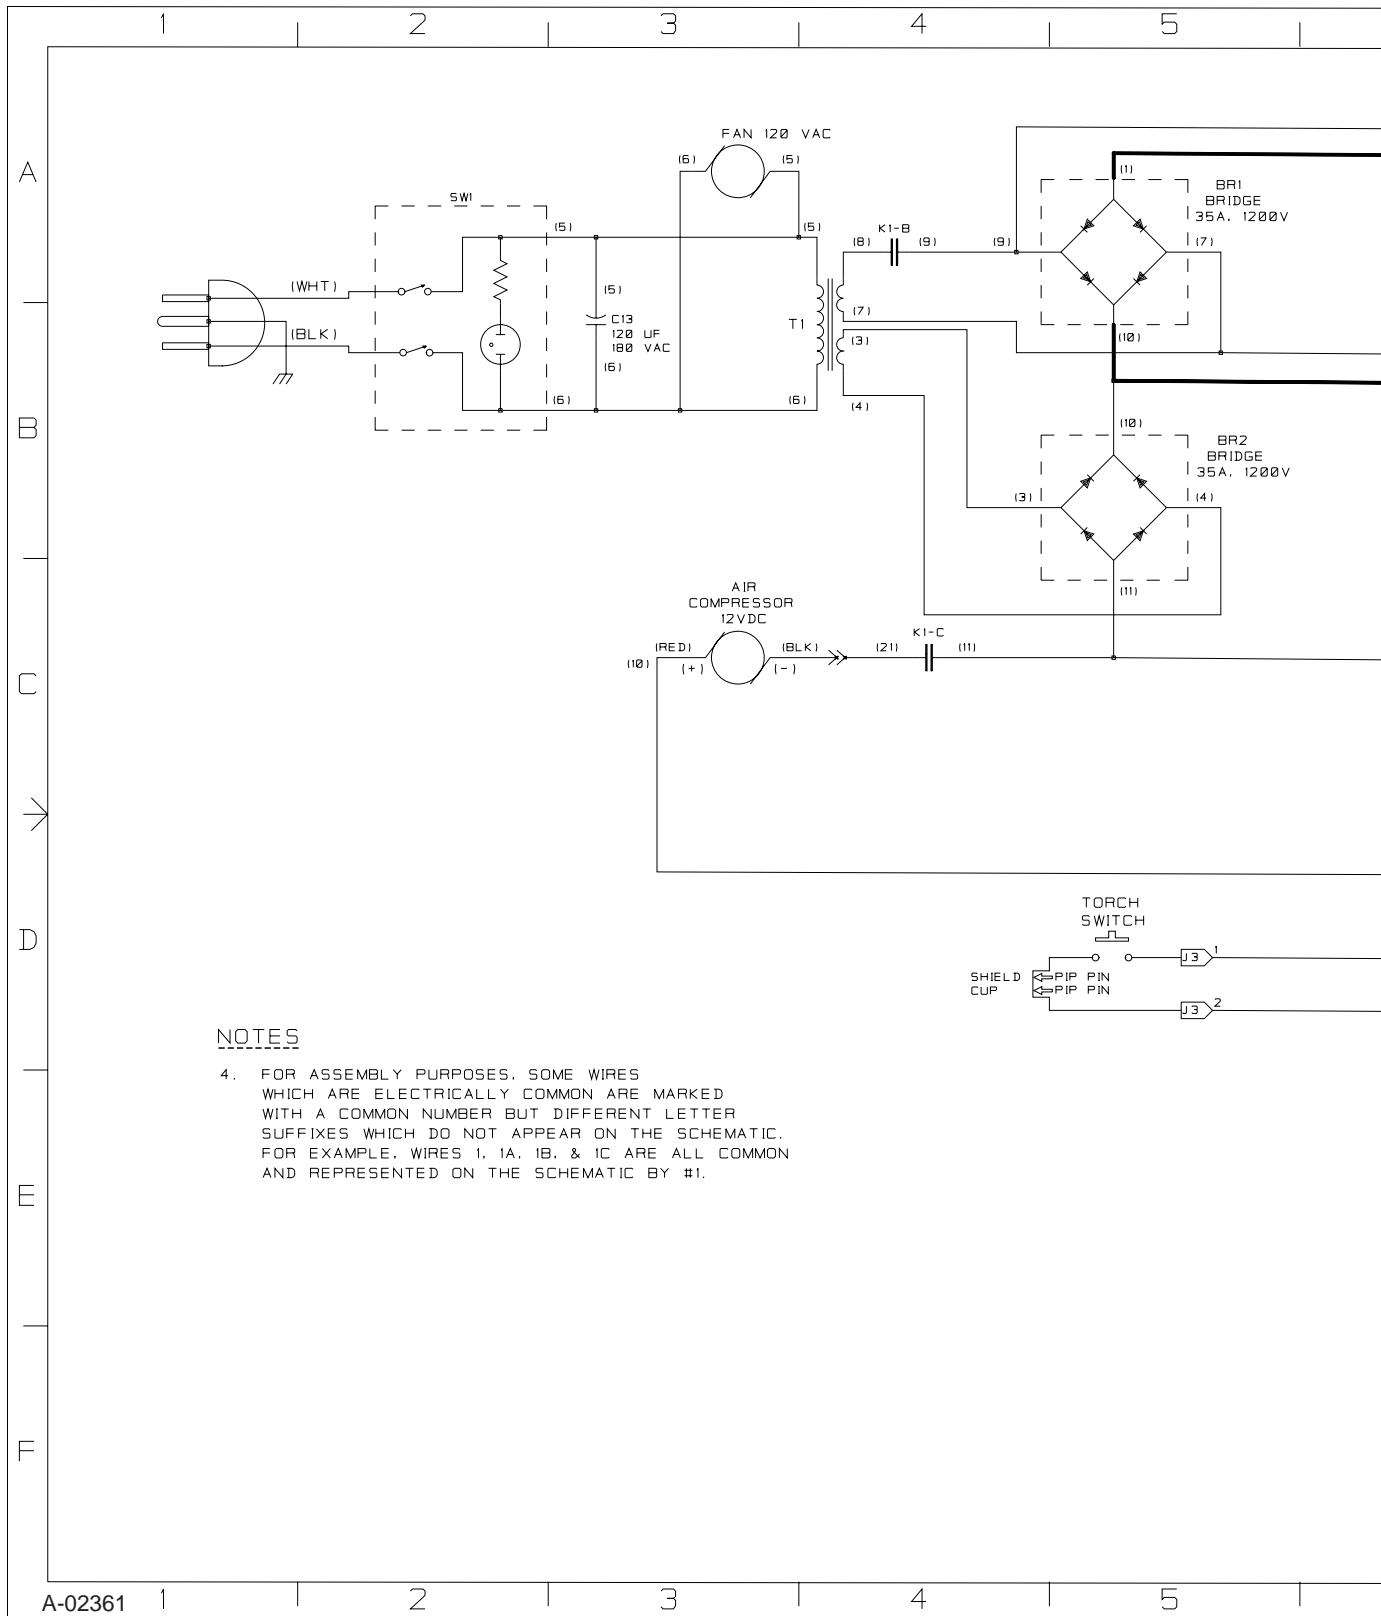 1 2 3 4 5
A
B
C
D
E
F
FAN 120 VAC
(6) (5)
SW1
(5) (5)
(WHT)
(BLK)
(5)
C13
120 UF
180 VAC
(6)
(6) (6)
T1
K1-B
(8) (9) (9)
(7)
(3)
(4)
(1)
BR1
BRIDGE
35A, 1200V
(7)
(10)
(10)
BR2
BRIDGE
35A, 1200V
(3) (4)
(11)
AIR
COMPRESSOR
12VDC
(10) (RED) (BLK) (21) K1-C (11)
(+) (-)
TORCH
SWITCH
J3 1
SHIELD PIP PIN
CUP PIP PIN
J3 2
NOTES
4. FOR ASSEMBLY PURPOSES, SOME WIRES
WHICH ARE ELECTRICALLY COMMON ARE MARKED
WITH A COMMON NUMBER BUT DIFFERENT LETTER
SUFFIXES WHICH DO NOT APPEAR ON THE SCHEMATIC.
FOR EXAMPLE, WIRES 1, 1A, 1B, & 1C ARE ALL COMMON
AND REPRESENTED ON THE SCHEMATIC BY #1.
A-02361
1 2 3 4 5